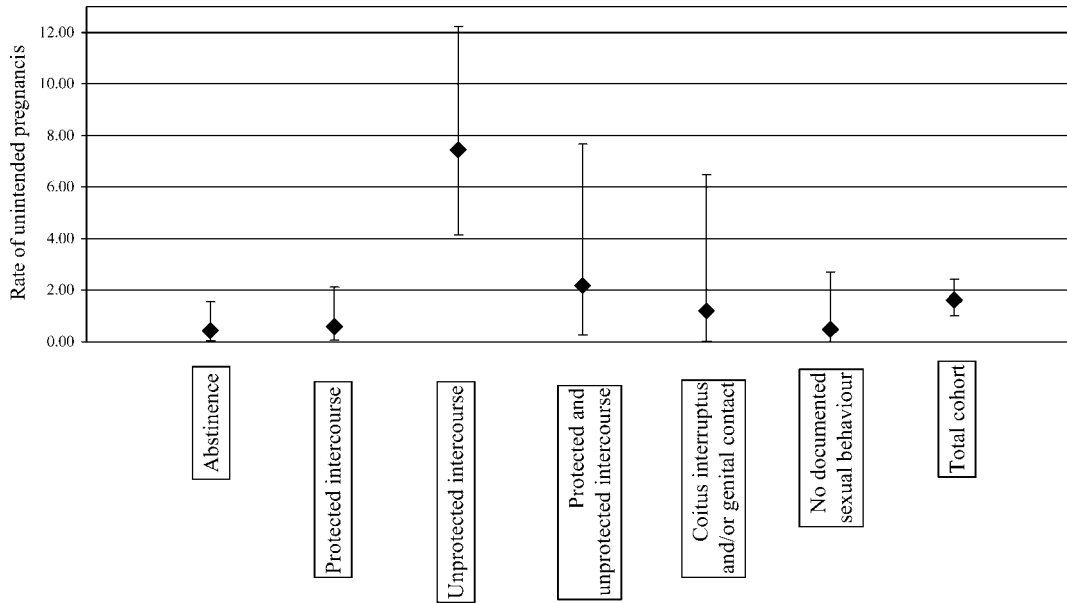 Rate of unintended pregnancis
12.00
10.00
8.00
6.00
4.00
2.00
0.00
Abstinence
Protected intercourse
Unprotected intercourse
Protected and
unprotected intercourse
Coitus interruptus
and/or genital contact
No documented
sexual behaviour
Total cohort